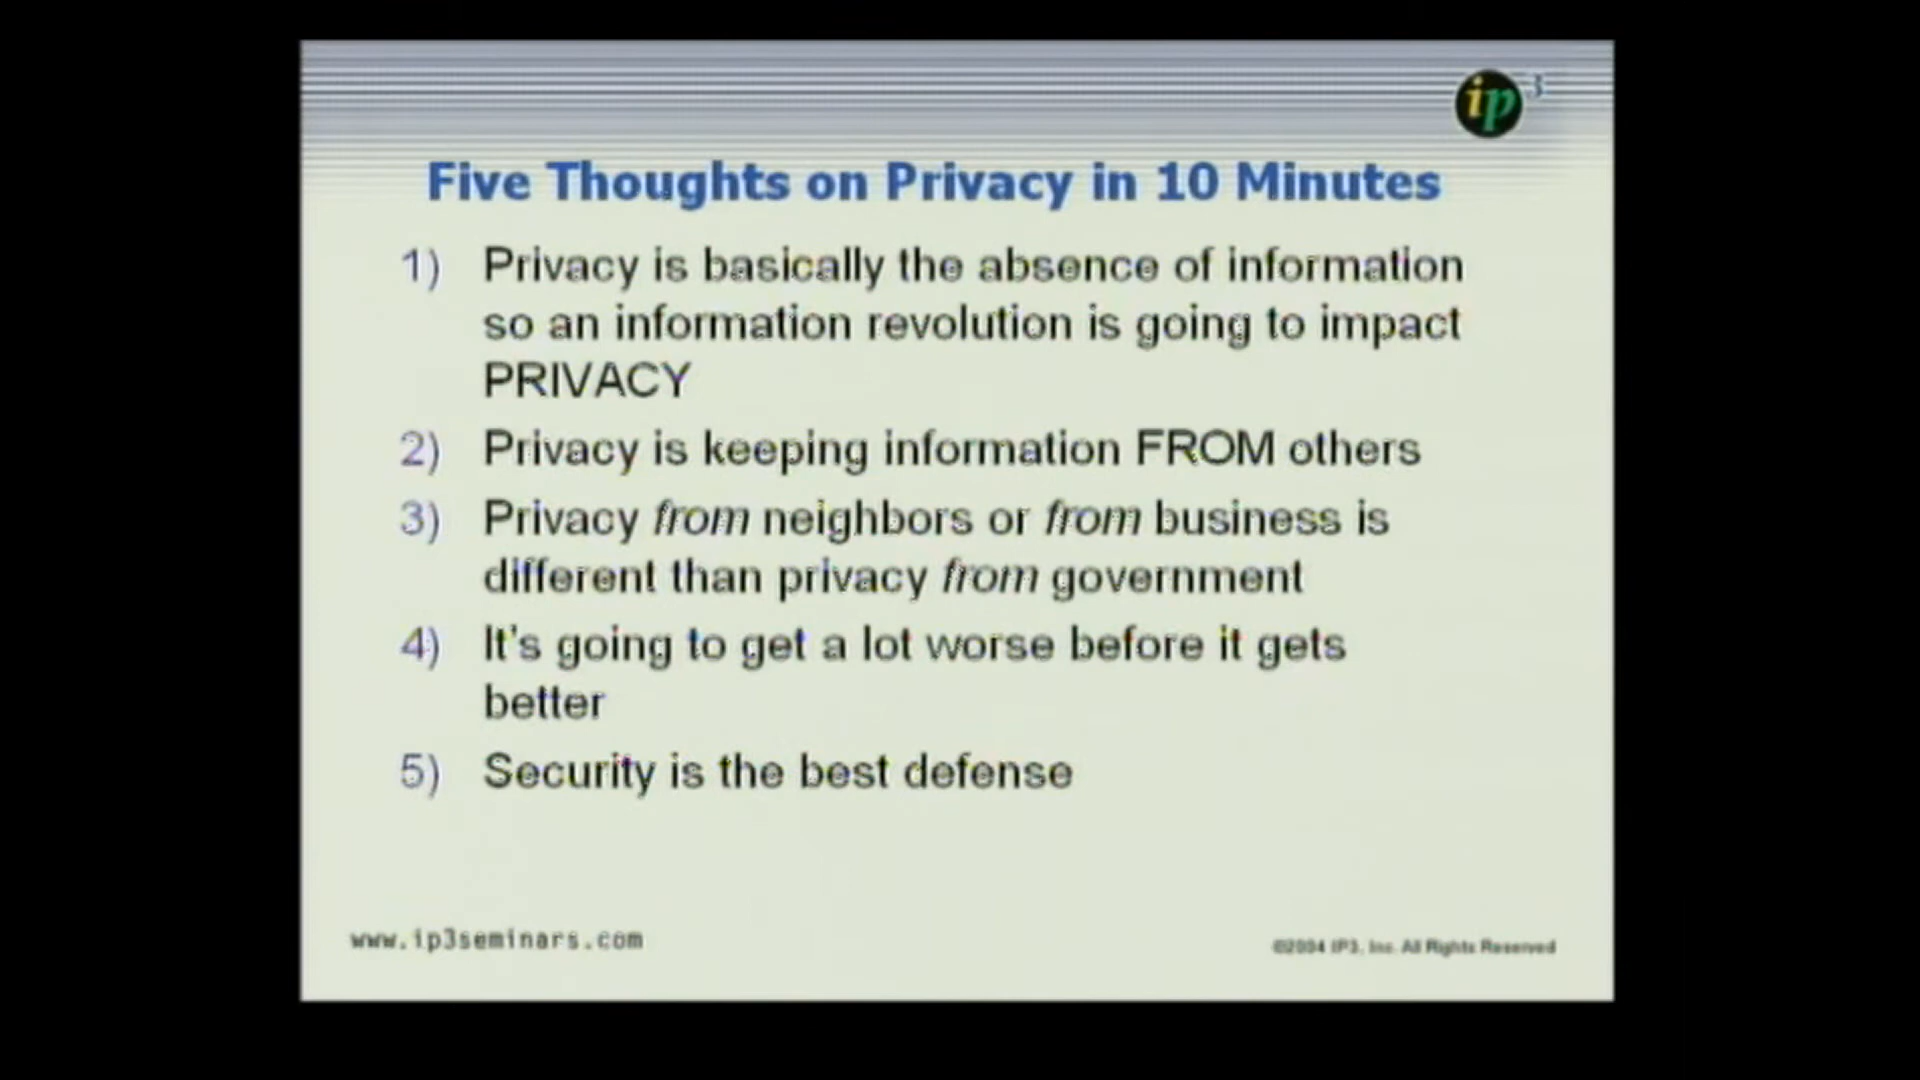 ip3
Five Thoughts on Privacy in 10 Minutes
1) Privacy is basically the absence of information
so an information revolution is going to impact
PRIVACY
2) Privacy is keeping information FROM others
3) Privacy from neighbors or from business is
different than privacy from government
4) It's going to get a lot worse before it gets
better
5) Security is the best defense
www.ip3seminars.com
©2004 IP3, Inc. All Rights Reserved